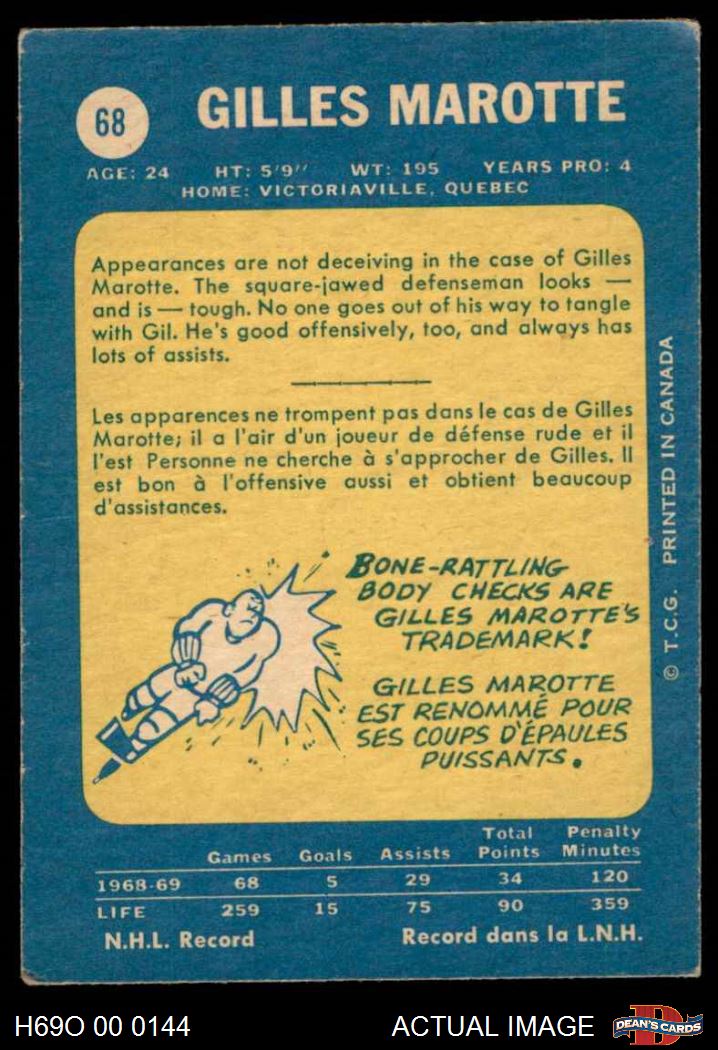 68
GILLES MAROTTE
AGE: 24 HT: 5'9" WT: 195 YEARS PRO: 4
HOME: VICTORIAVILLE, QUEBEC
Appearances are not deceiving in the case of Gilles
Marotte. The square-jawed defenseman looks —
and is — tough. No one goes out of his way to tangle
with Gil. He's good offensively, too, and always has
lots of assists.
Les apparences ne trompent pas dans le cas de Gilles
Marotte; il a l'air d'un joueur de défense rude et il
l'est Personne ne cherche à s'approcher de Gilles. Il
est bon à l'offensive aussi et obtient beaucoup
d'assistances.
BONE-RATTLING
BODY CHECKS ARE
GILLES MAROTTE'S
TRADEMARK!
GILLES MAROTTE
EST RENOMMÉ POUR
SES COUPS D'ÉPAULES
PUISSANTS.
© T.C.G. PRINTED IN CANADA
Games Goals Assists Total Points Penalty Minutes
1968-69 68 5 29 34 120
LIFE 259 15 75 90 359
N.H.L. Record Record dans la L.N.H.
H69O 00 0144 ACTUAL IMAGE D DEAN'S CARDS